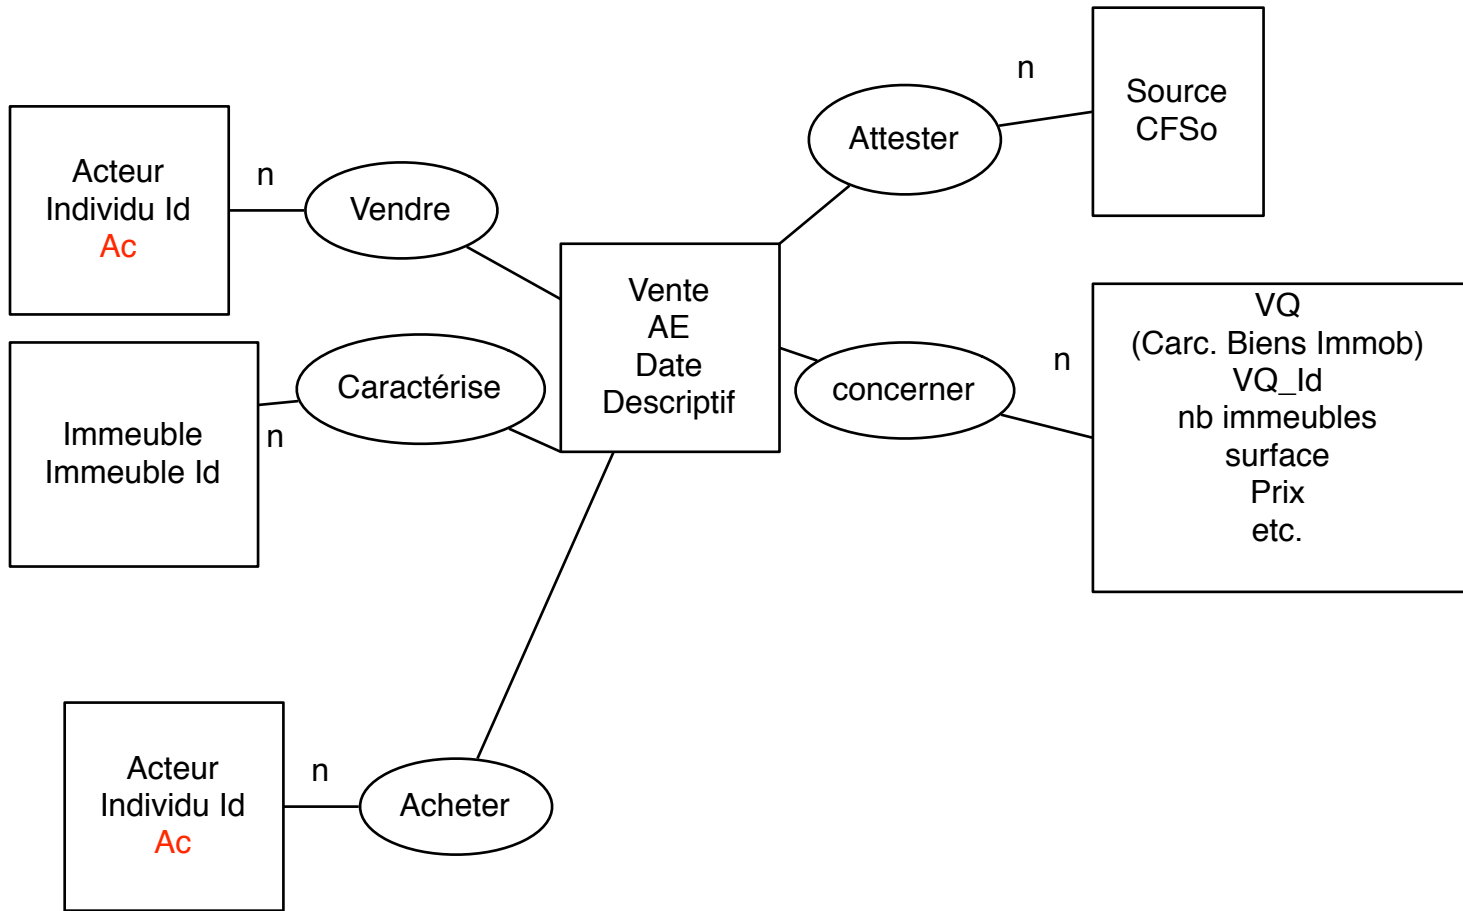 Acteur
Individu Id
Ac
n
Vendre
Immeuble
Immeuble Id
n
Caractérise
Acteur
Individu Id
Ac
n
Acheter
Vente
AE
Date
Descriptif
Attester
n
Source
CFSo
concerner
n
VQ
(Carc. Biens Immob)
VQ_Id
nb immeubles
surface
Prix
etc.